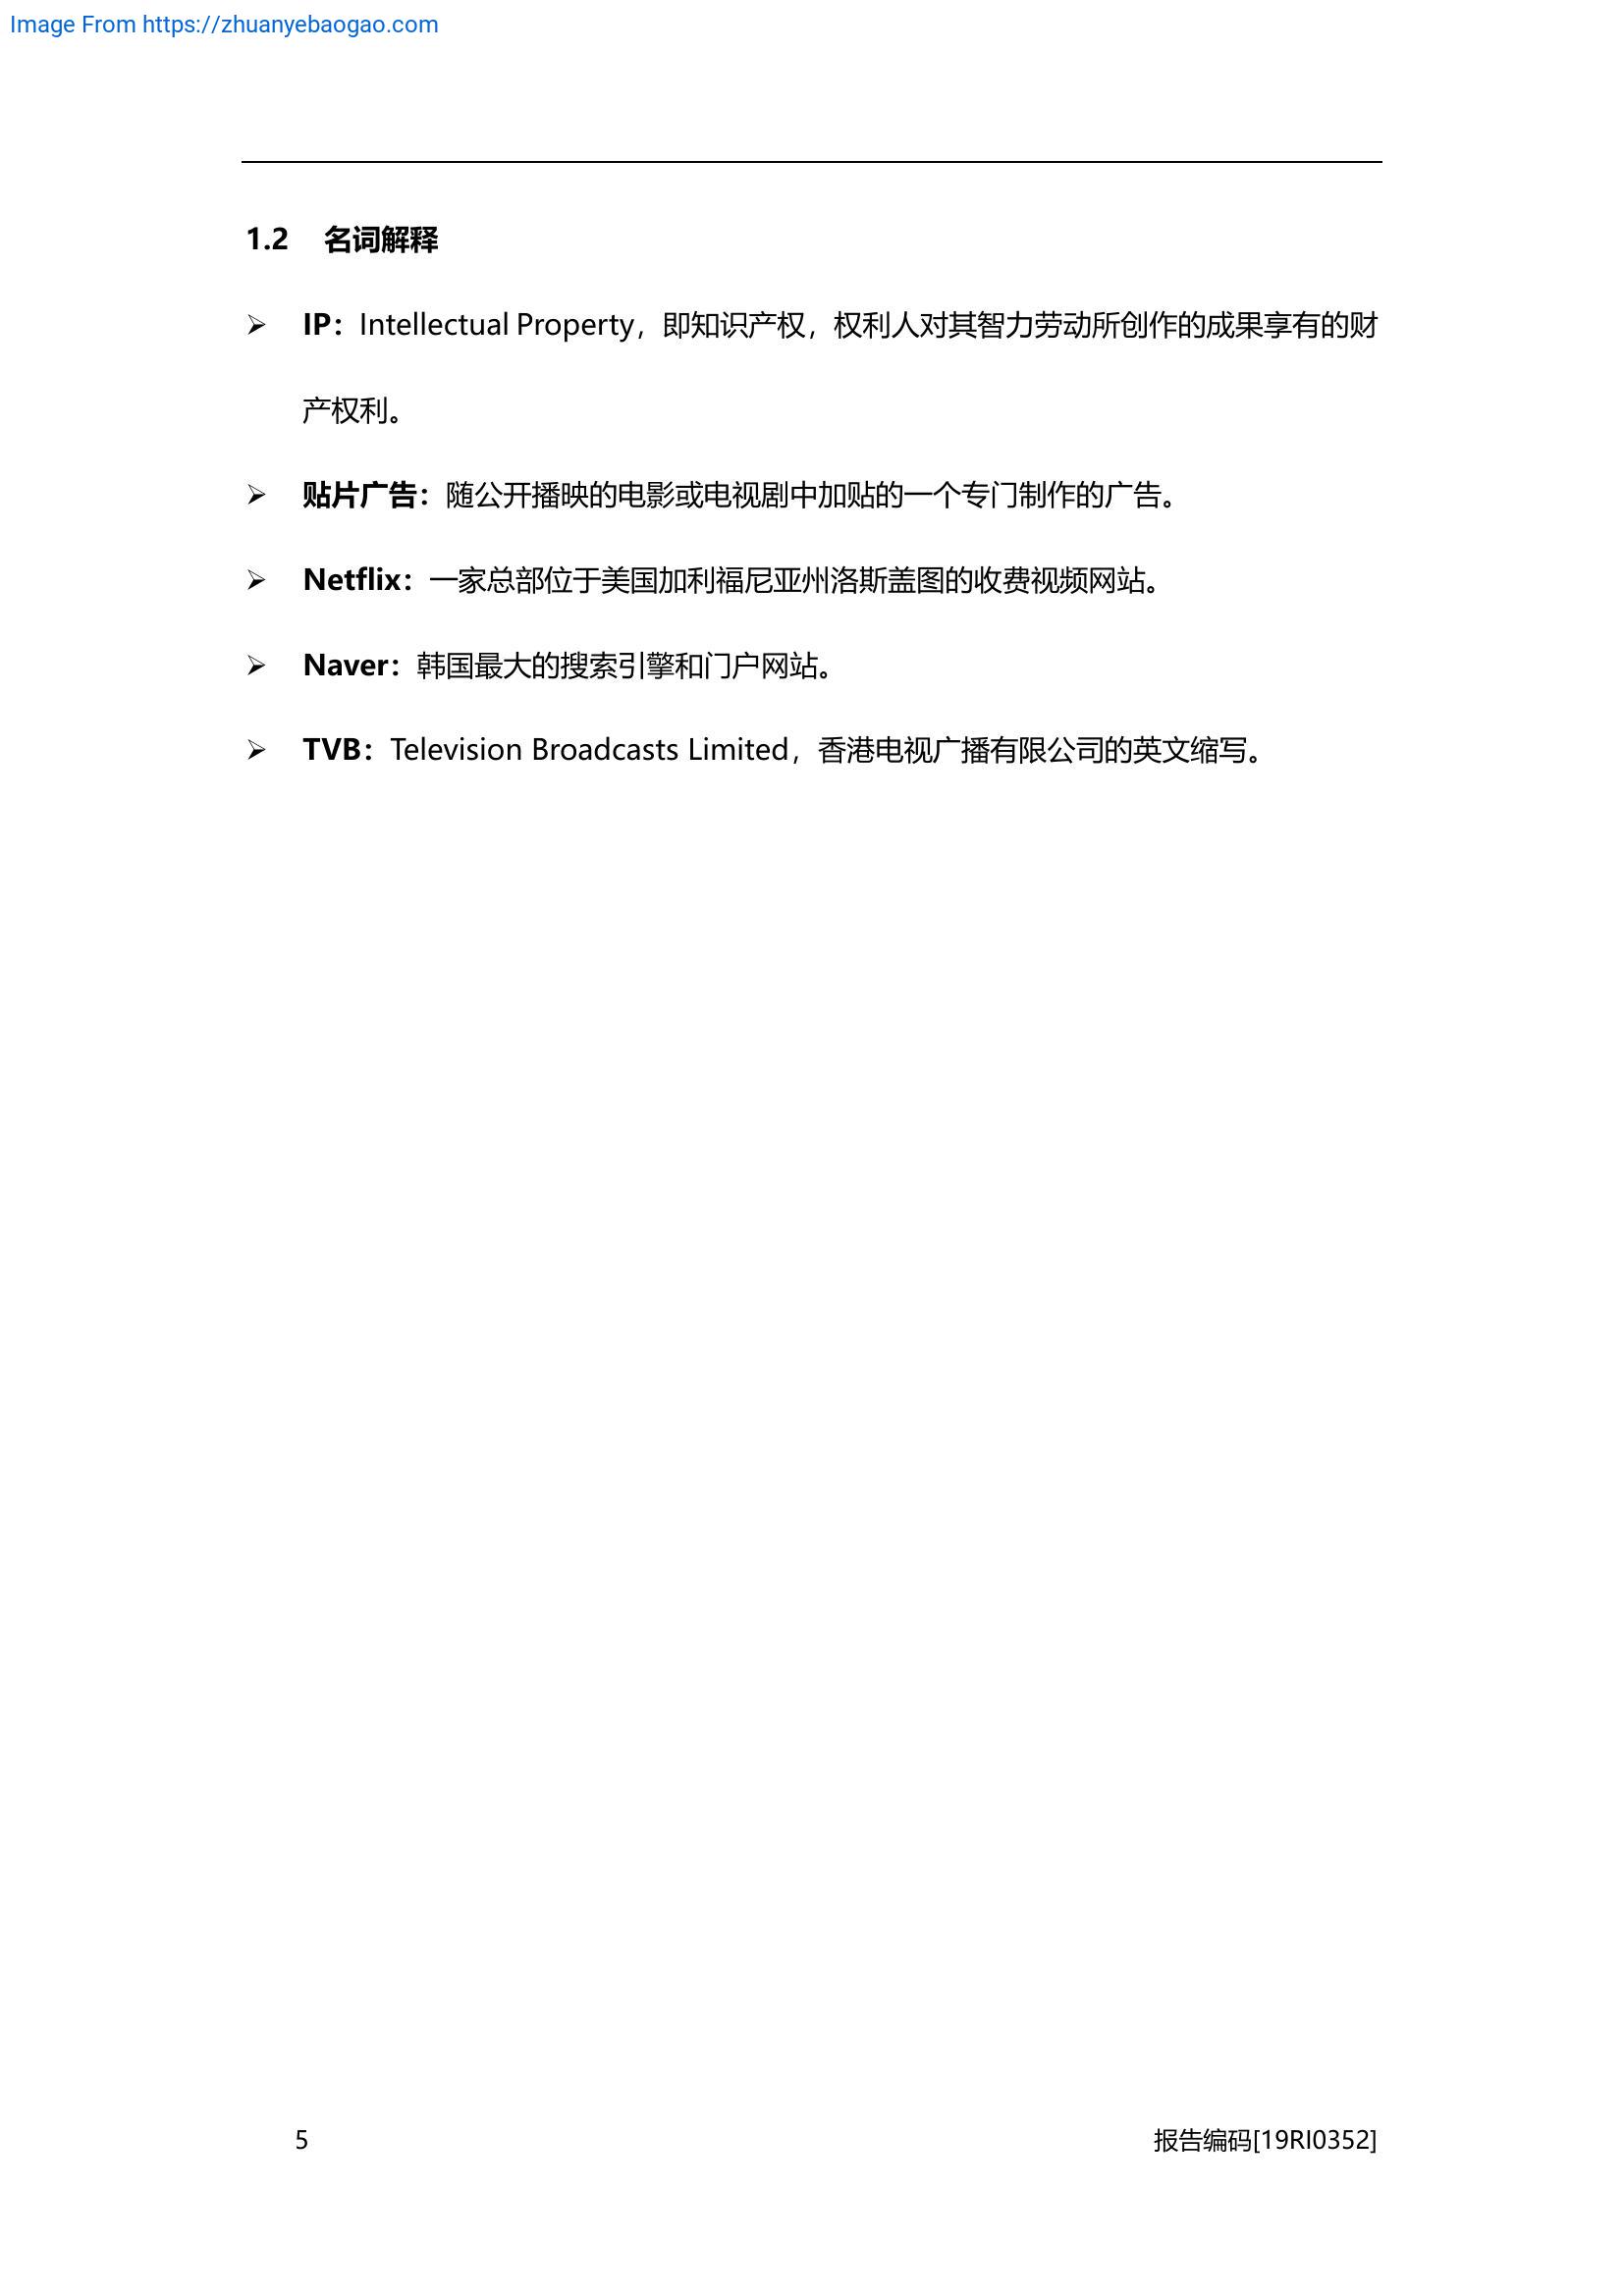 Image From https://zhuanyebaogao.com
1.2 名词解释
➢ IP：Intellectual Property，即知识产权，权利人对其智力劳动所创作的成果享有的财
产权利。
➢ 贴片广告：随公开播映的电影或电视剧中加贴的一个专门制作的广告。
➢ Netflix：一家总部位于美国加利福尼亚州洛斯盖图的收费视频网站。
➢ Naver：韩国最大的搜索引擎和门户网站。
➢ TVB：Television Broadcasts Limited，香港电视广播有限公司的英文缩写。
5 报告编码[19RI0352]